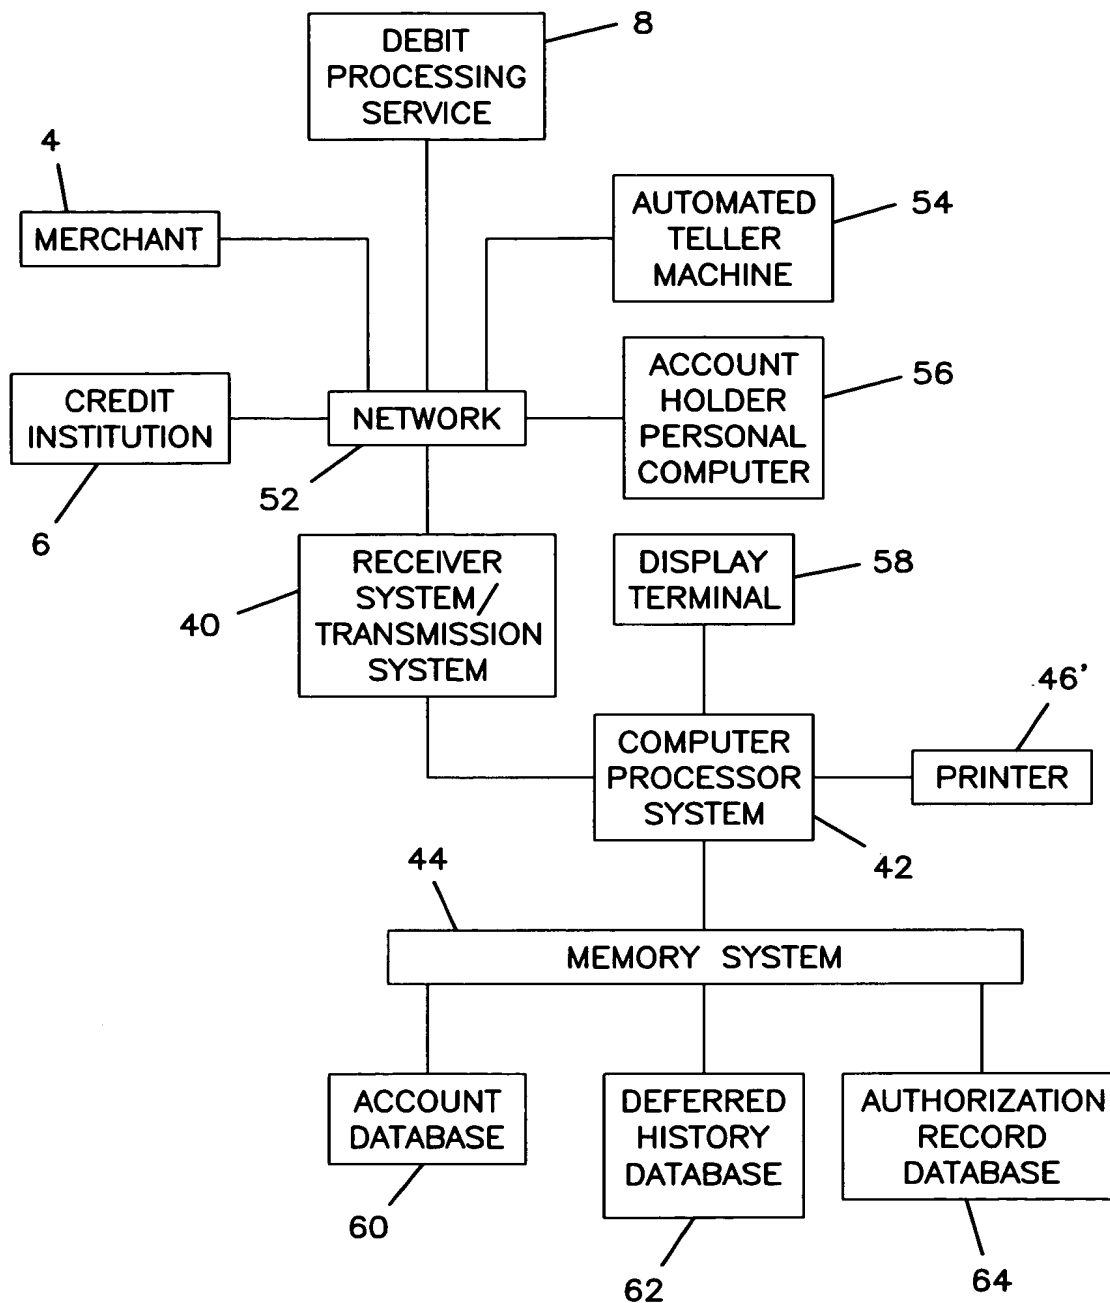 DEBIT
PROCESSING
SERVICE
8
4
MERCHANT
AUTOMATED
TELLER
MACHINE
54
CREDIT
INSTITUTION
6
NETWORK
52
ACCOUNT
HOLDER
PERSONAL
COMPUTER
56
RECEIVER
SYSTEM/
TRANSMISSION
SYSTEM
40
DISPLAY
TERMINAL
58
COMPUTER
PROCESSOR
SYSTEM
42
46'
PRINTER
44
MEMORY SYSTEM
ACCOUNT
DATABASE
60
DEFERRED
HISTORY
DATABASE
62
AUTHORIZATION
RECORD
DATABASE
64